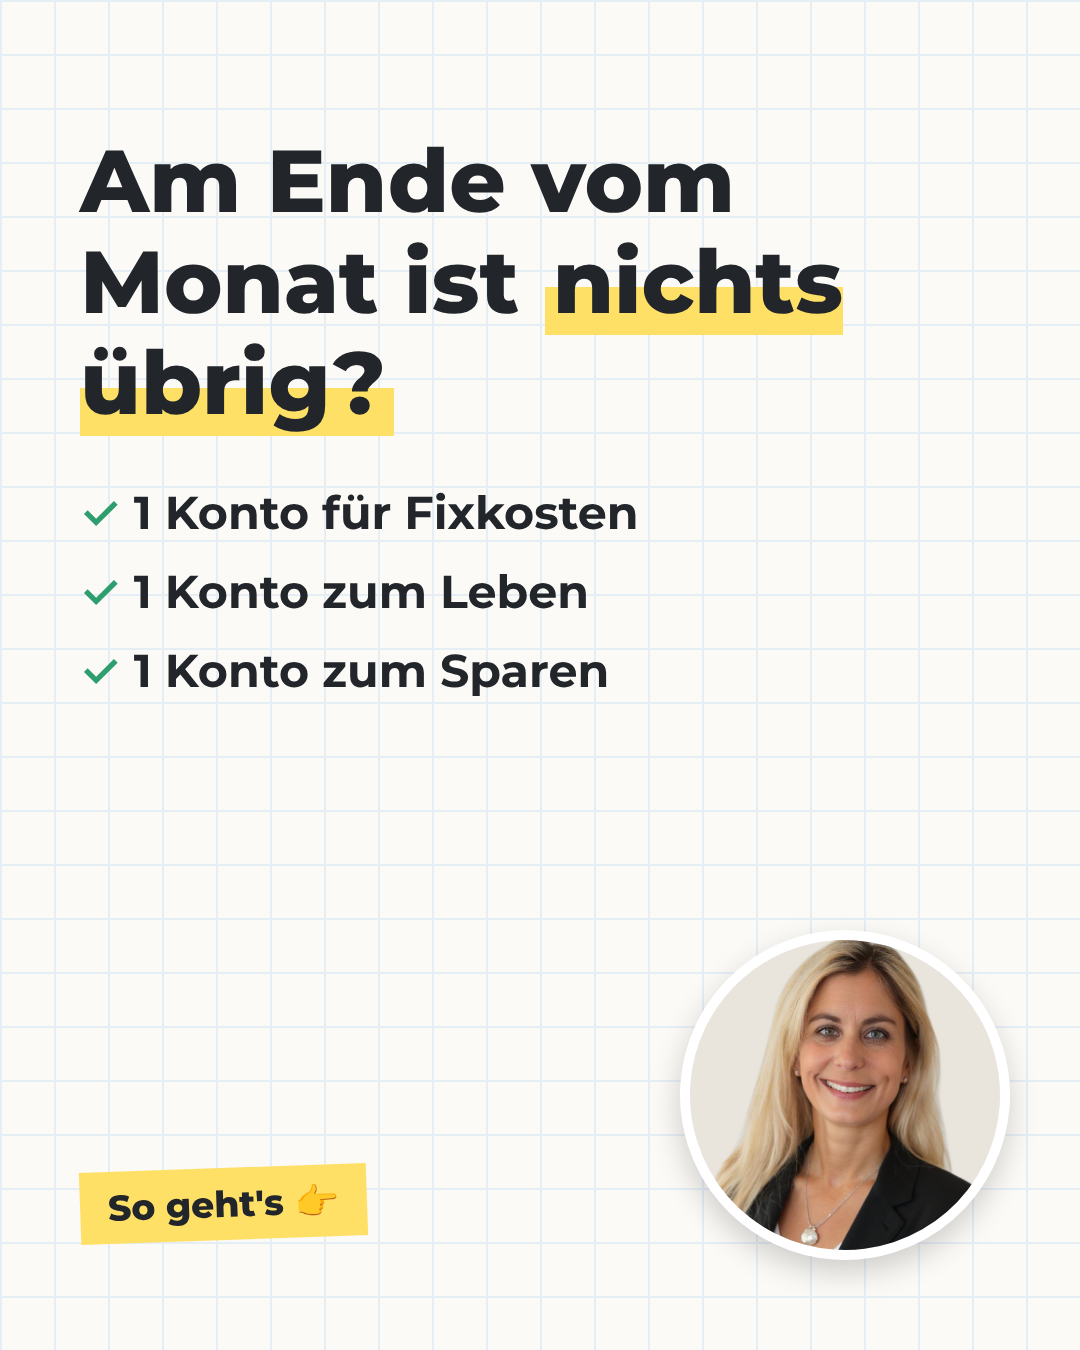 Am Ende vom
Monat ist nichts
übrig?
1 Konto für Fixkosten
1 Konto zum Leben
1 Konto zum Sparen
So geht's 👉